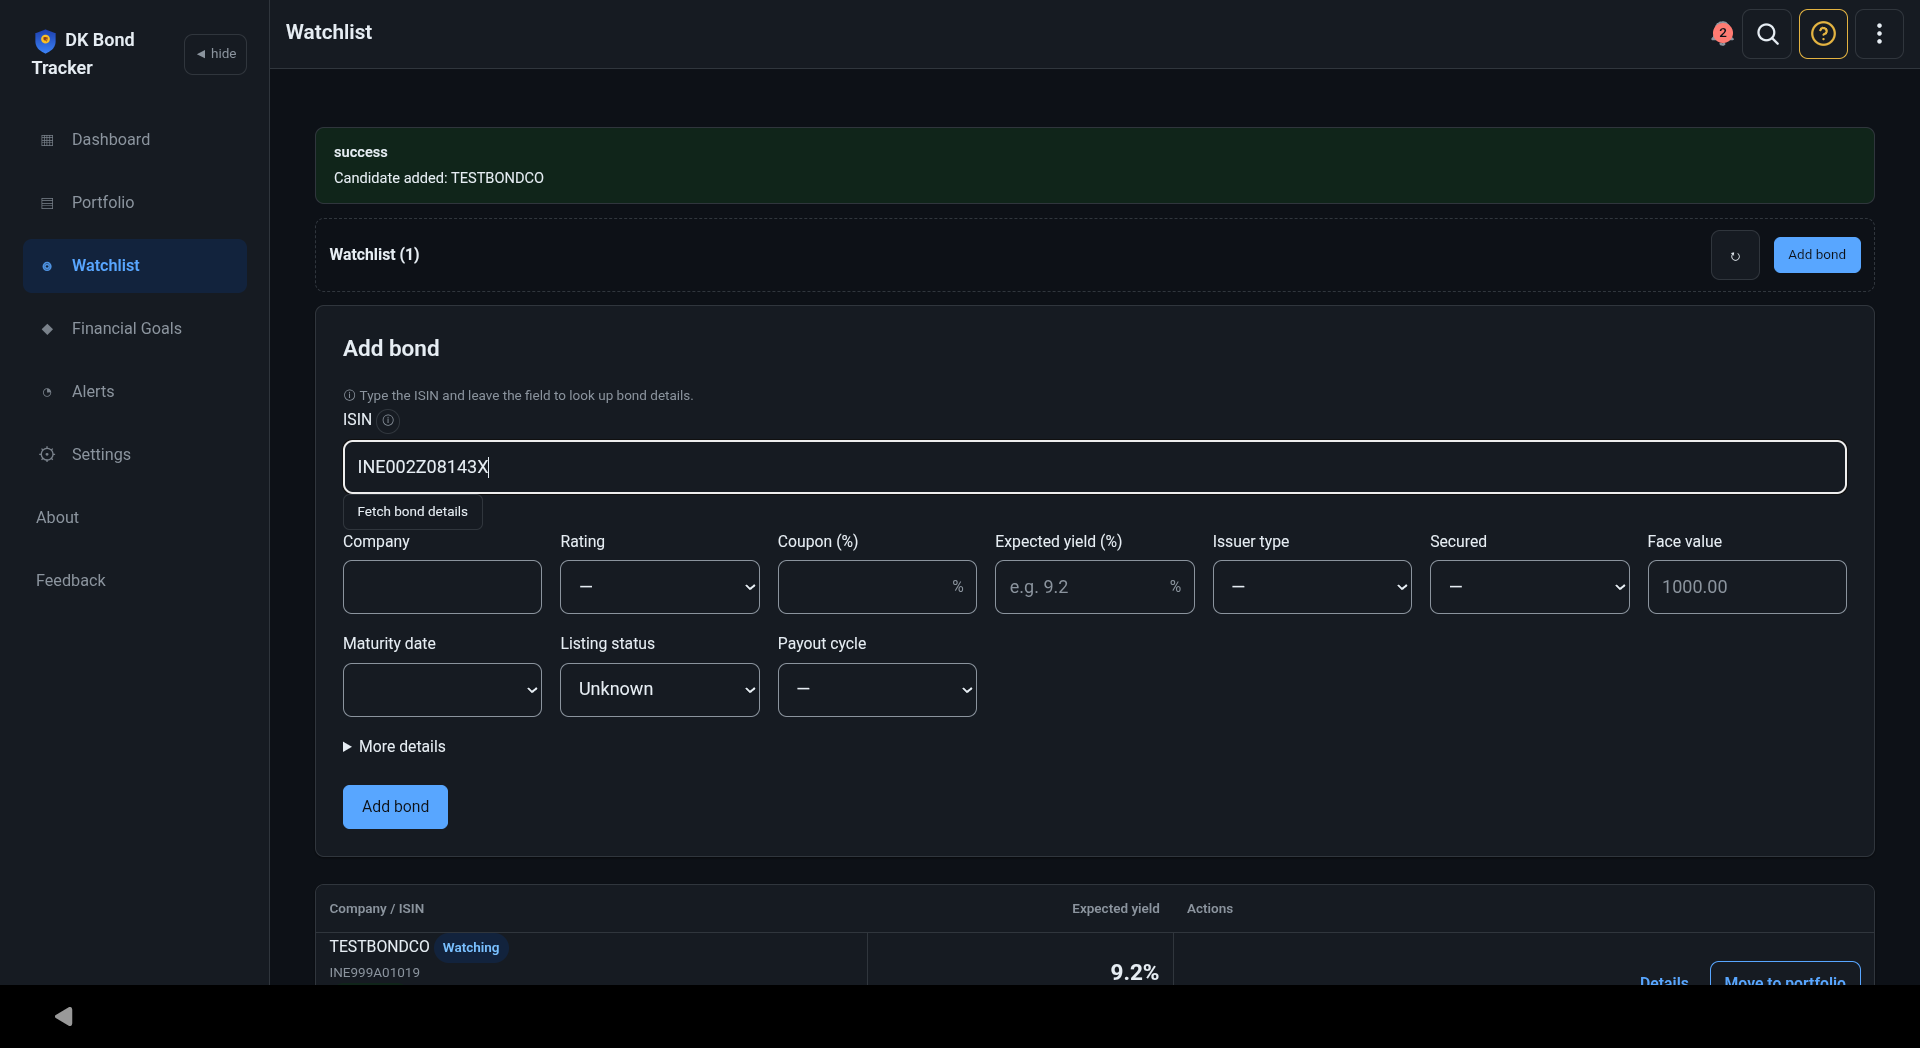 DK Bond
Tracker
◄ hide
Dashboard
Portfolio
Watchlist
Financial Goals
Alerts
Settings
About
Feedback
Watchlist
2
success
Candidate added: TESTBONDCO
Watchlist (1)
↻
Add bond
Add bond
ⓘ Type the ISIN and leave the field to look up bond details.
ISIN ⓘ
INE002Z08143X
Fetch bond details
Company
Rating
Coupon (%)
Expected yield (%)
Issuer type
Secured
Face value
—
%
e.g. 9.2 %
—
—
1000.00
Maturity date
Listing status
Payout cycle
Unknown
—
▶ More details
Add bond
Company / ISIN
Expected yield
Actions
TESTBONDCO Watching
INE999A01019
9.2%
Details
Move to portfolio